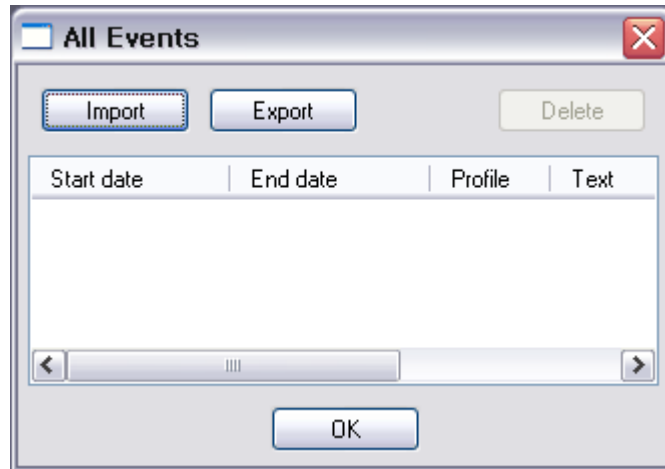 All Events
Import Export Delete
Start date End date Profile Text
OK